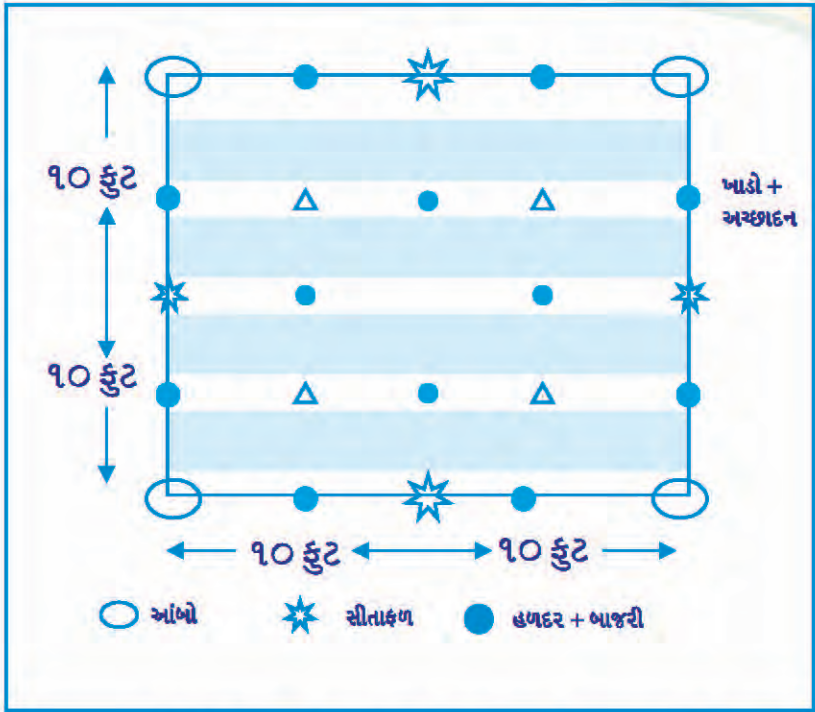 ૧૦ ફુટ
ખાડો +
અચ્છાદન
૧૦ ફુટ
૧૦ ફુટ
૧૦ ફુટ
આંબો
સીતાફળ
હળદર + બાજરી